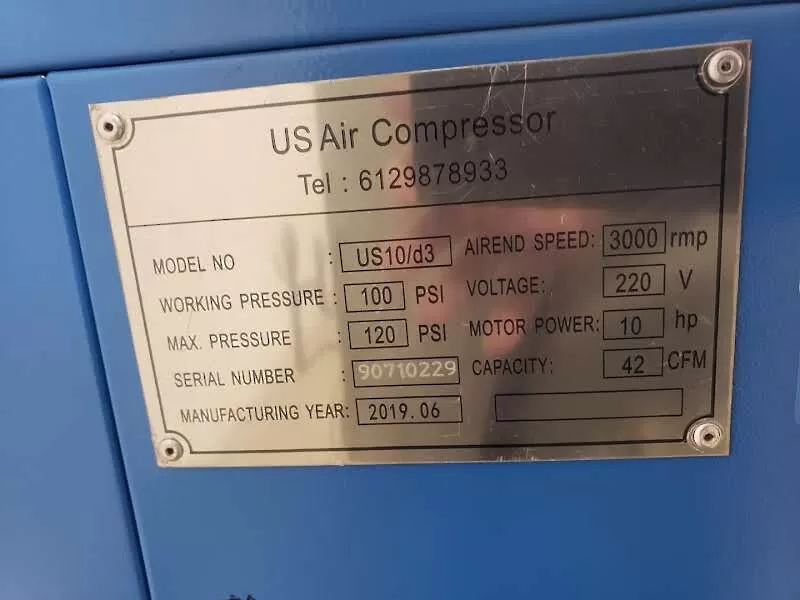 US Air Compressor
Tel : 6129878933
MODEL NO : US10/d3
WORKING PRESSURE : 100 PSI
MAX. PRESSURE : 120 PSI
SERIAL NUMBER : 90710229
MANUFACTURING YEAR: 2019.06
AIREND SPEED: 3000 rmp
VOLTAGE: 220 V
MOTOR POWER: 10 hp
CAPACITY: 42 CFM